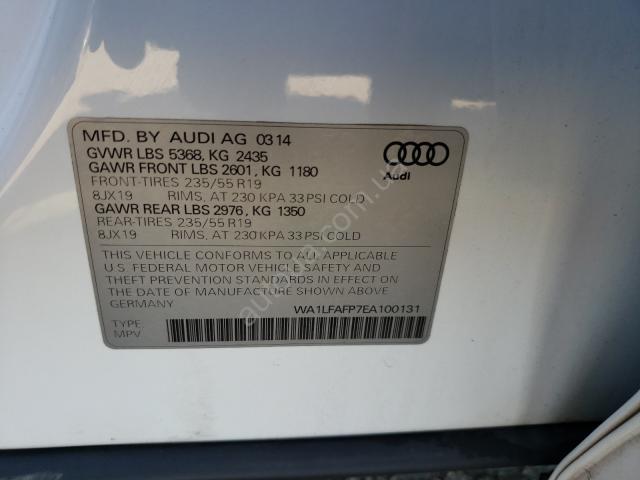 MFD. BY AUDI AG 03 14
GVWR LBS 5368, KG 2435
GAWR FRONT LBS 2601, KG 1180
FRONT-TIRES 235/55 R19
8JX19 RIMS, AT 230 KPA 33 PSI COLD
GAWR REAR LBS 2976, KG 1350
REAR-TIRES 235/55 R19
8JX19 RIMS, AT 230 KPA 33 PSI COLD
Audi
THIS VEHICLE CONFORMS TO ALL APPLICABLE
U.S. FEDERAL MOTOR VEHICLE SAFETY AND
THEFT PREVENTION STANDARDS IN EFFECT ON
THE DATE OF MANUFACTURE SHOWN ABOVE.
GERMANY WA1LFAFP7EA100131
TYPE
MPV